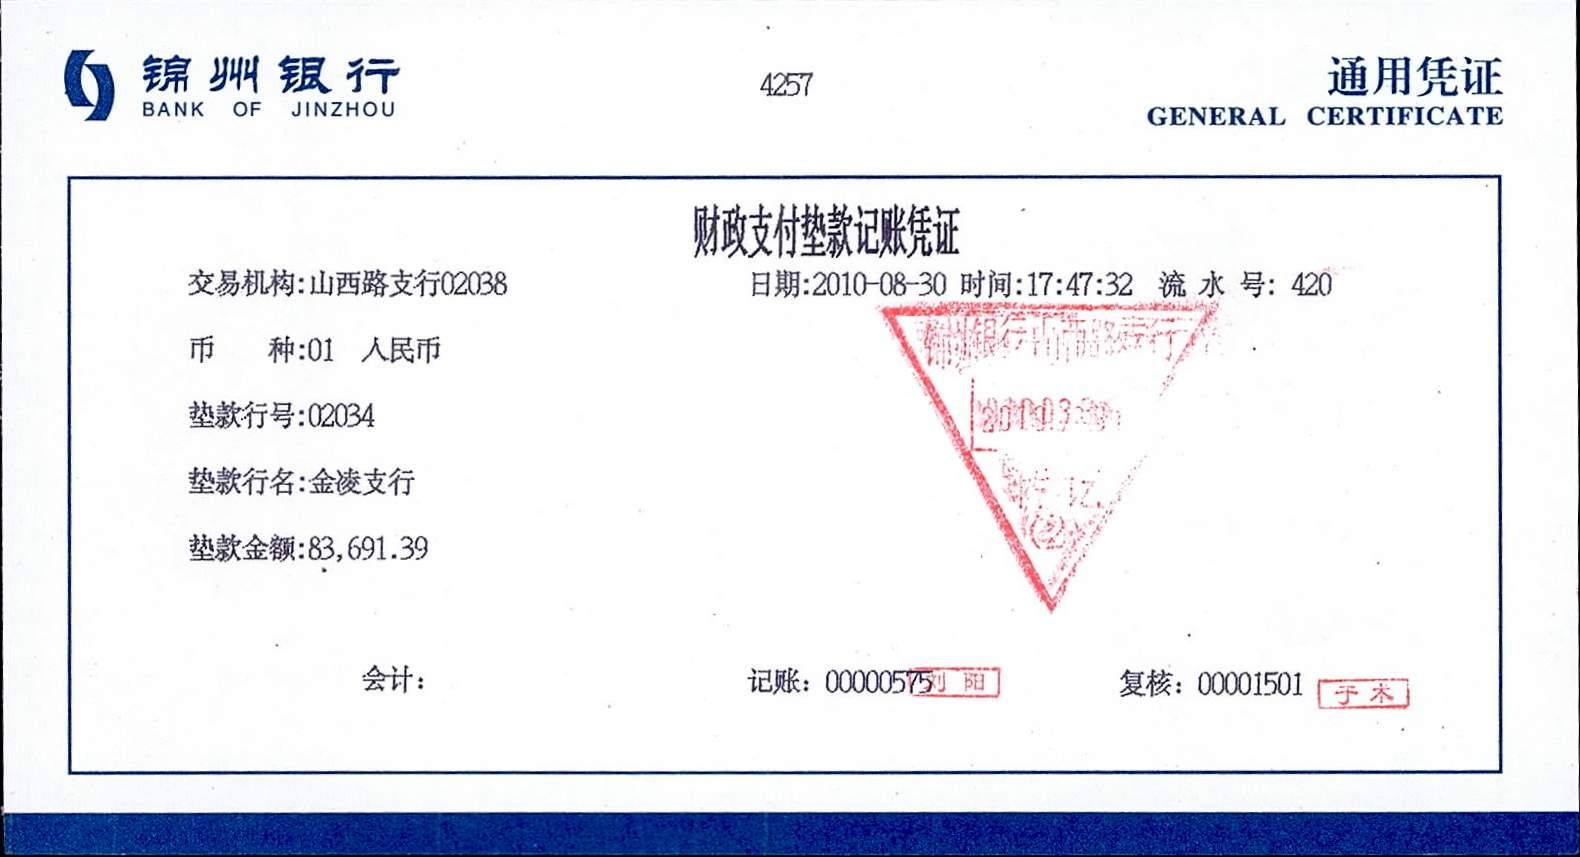 锦州银行
BANK OF JINZHOU
4257
通用凭证
GENERAL CERTIFICATE
财政支付垫款记账凭证
交易机构:山西路支行02038 日期:2010-08-30 时间:17:47:32 流 水 号: 420
币 种:01 人民币
锦州银行山西路支行
垫款行号:02034
垫款行名:金凌支行
(2)
垫款金额:83,691.39
会计: 记账: 00000575 刘 阳 复核: 00001501 于 木